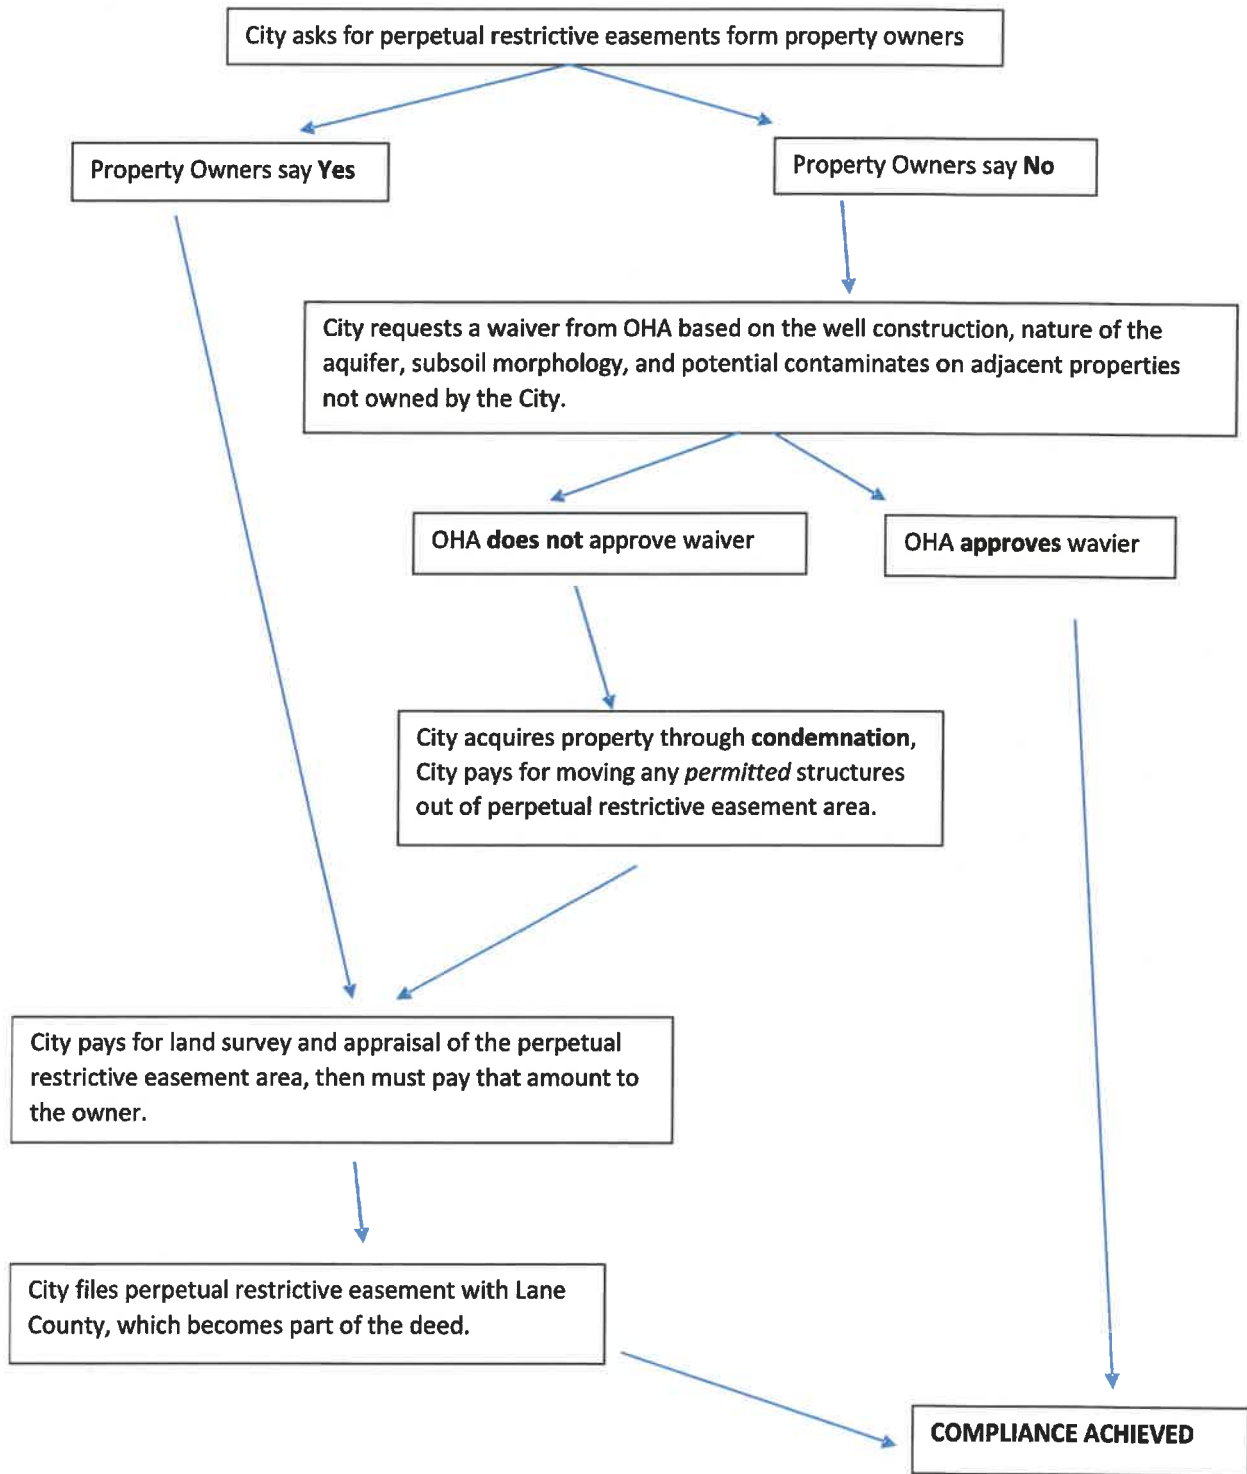 City asks for perpetual restrictive easements form property owners
Property Owners say Yes
Property Owners say No
City requests a waiver from OHA based on the well construction, nature of the
aquifer, subsoil morphology, and potential contaminates on adjacent properties
not owned by the City.
OHA does not approve waiver
OHA approves wavier
City acquires property through condemnation,
City pays for moving any permitted structures
out of perpetual restrictive easement area.
City pays for land survey and appraisal of the perpetual
restrictive easement area, then must pay that amount to
the owner.
City files perpetual restrictive easement with Lane
County, which becomes part of the deed.
COMPLIANCE ACHIEVED